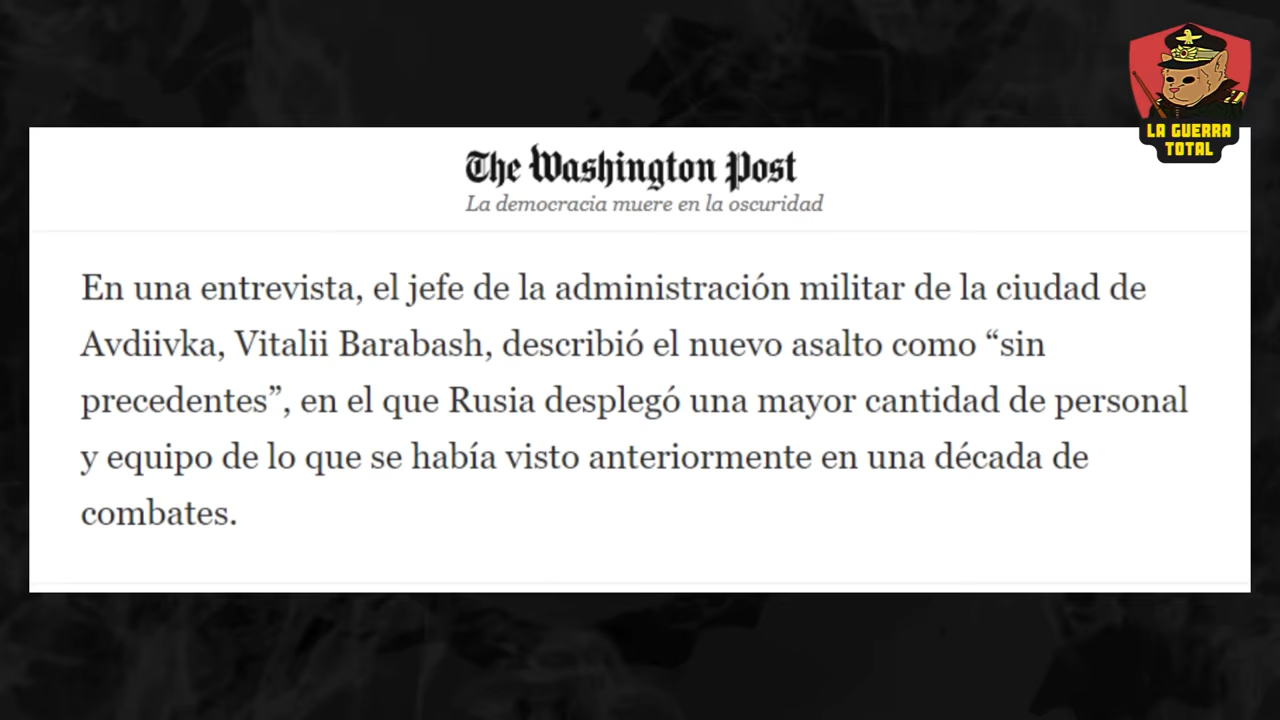 LA GUERRA
TOTAL
The Washington Post
La democracia muere en la oscuridad
En una entrevista, el jefe de la administración militar de la ciudad de
Avdiivka, Vitalii Barabash, describió el nuevo asalto como “sin
precedentes”, en el que Rusia desplegó una mayor cantidad de personal
y equipo de lo que se había visto anteriormente en una década de
combates.